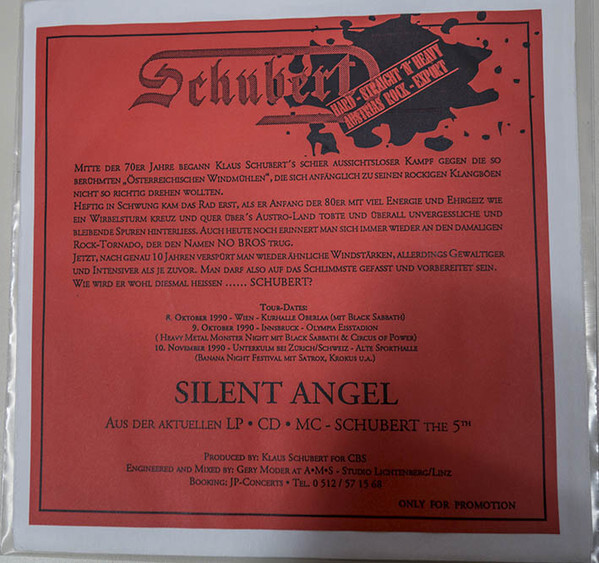 Schubert
HARD - STRAIGHT 'N' HEAVY
AUSTRIAS ROCK - EXPORT
MITTE DER 70ER JAHRE BEGANN KLAUS SCHUBERT´S SCHIER AUSSICHTSLOSER KAMPF GEGEN DIE SO
BERÜHMTEN „ÖSTERREICHISCHEN WINDMÜHLEN", DIE SICH ANFÄNGLICH ZU SEINEN ROCKIGEN KLANGBÖEN
NICHT SO RICHTIG DREHEN WOLLTEN.
HEFTIG IN SCHWUNG KAM DAS RAD ERST, ALS ER ANFANG DER 80ER MIT VIEL ENERGIE UND EHRGEIZ WIE
EIN WIRBELSTURM KREUZ UND QUER ÜBER´S AUSTRO-LAND TOBTE UND ÜBERALL UNVERGESSLICHE UND
BLEIBENDE SPUREN HINTERLIESS. AUCH HEUTE NOCH ERINNERT MAN SICH IMMER WIEDER AN DEN DAMALIGEN
ROCK-TORNADO, DER DEN NAMEN NO BROS TRUG.
JETZT, NACH GENAU 10 JAHREN VERSPÜRT MAN WIEDER ÄHNLICHE WINDSTÄRKEN, ALLERDINGS GEWALTIGER
UND INTENSIVER ALS JE ZUVOR. MAN DARF ALSO AUF DAS SCHLIMMSTE GEFASST UND VORBEREITET SEIN.
WIE WIRD ER WOHL DIESMAL HEISSEN ...... SCHUBERT?
TOUR-DATES:
8. OKTOBER 1990 - WIEN - KURHALLE OBERLAA (MIT BLACK SABBATH)
9. OKTOBER 1990 - INNSBRUCK - OLYMPIA EISSTADION
( HEAVY METAL MONSTER NIGHT MIT BLACK SABBATH & CIRCUS OF POWER)
10. NOVEMBER 1990 - UNTERKULM BEI ZÜRICH/SCHWEIZ - ALTE SPORTHALLE
(BANANA NIGHT FESTIVAL MIT SATROX, KROKUS U.A.)
SILENT ANGEL
AUS DER AKTUELLEN LP • CD • MC - SCHUBERT THE 5TH
PRODUCED BY: KLAUS SCHUBERT FOR CBS
ENGINEERED AND MIXED BY: GERY MODER AT A•M•S - STUDIO LICHTENBERG/LINZ
BOOKING: JP-CONCERTS • TEL. 0 512 / 57 15 68
ONLY FOR PROMOTION